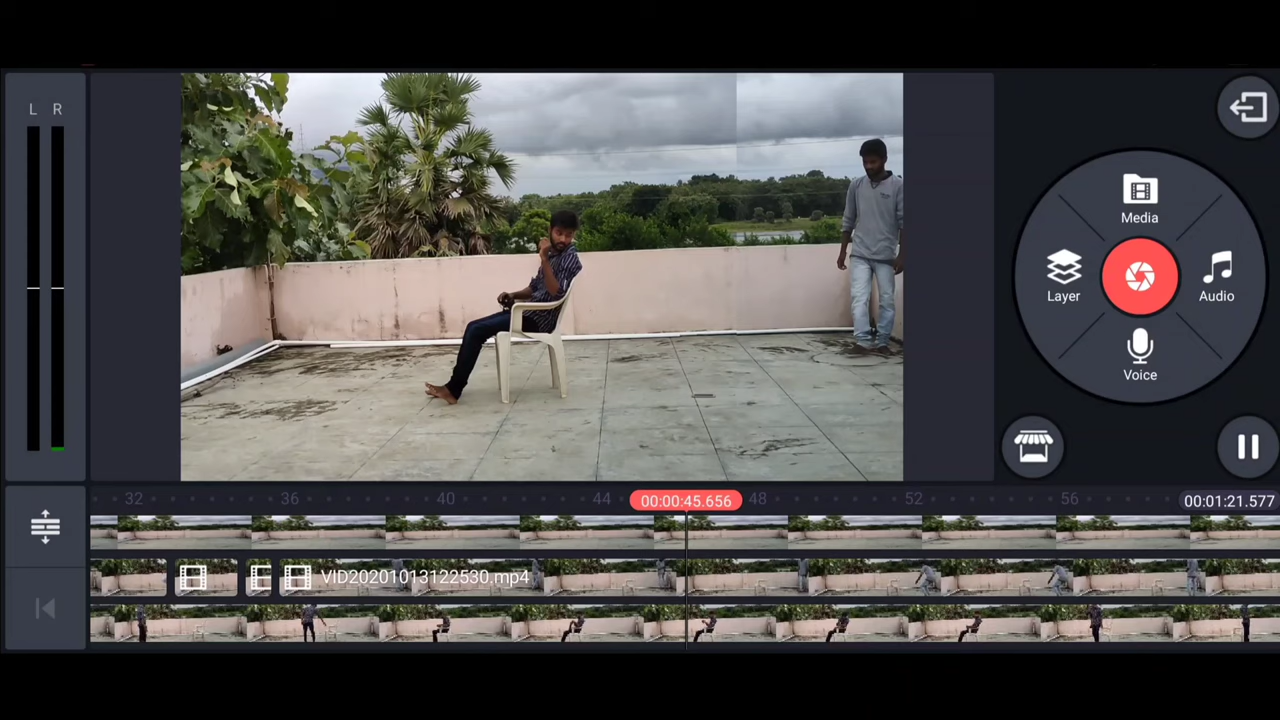 L R
Media
Layer
Audio
Voice
32 36 40 44 00:00:45.656 48 52 56 00:01:21.577
VID20201013122530.mp4